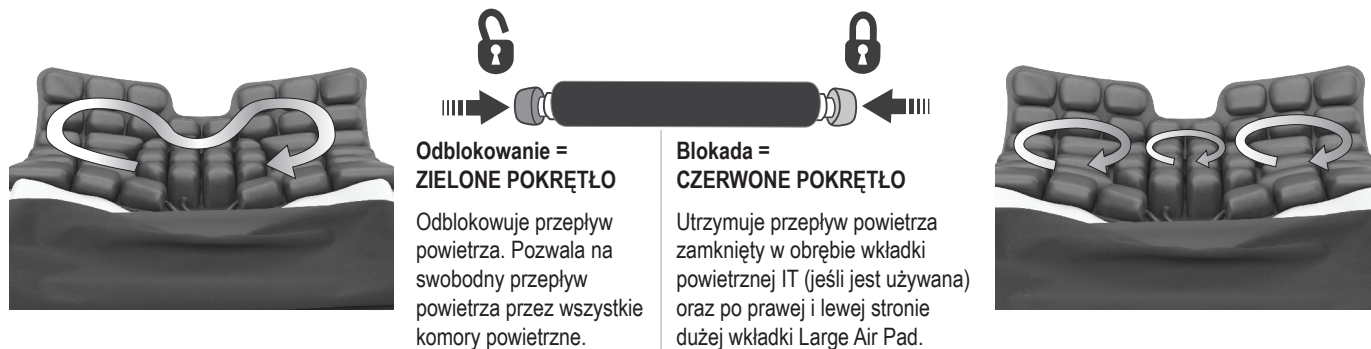 Odblokowanie =
ZIELONE POKRĘTŁO
Odblokowuje przepływ
powietrza. Pozwala na
swobodny przepływ
powietrza przez wszystkie
komory powietrzne.
Blokada =
CZERWONE POKRĘTŁO
Utrzymuje przepływ powietrza
zamknięty w obrębie wkładki
powietrznej IT (jeśli jest używana)
oraz po prawej i lewej stronie
dużej wkładki Large Air Pad.